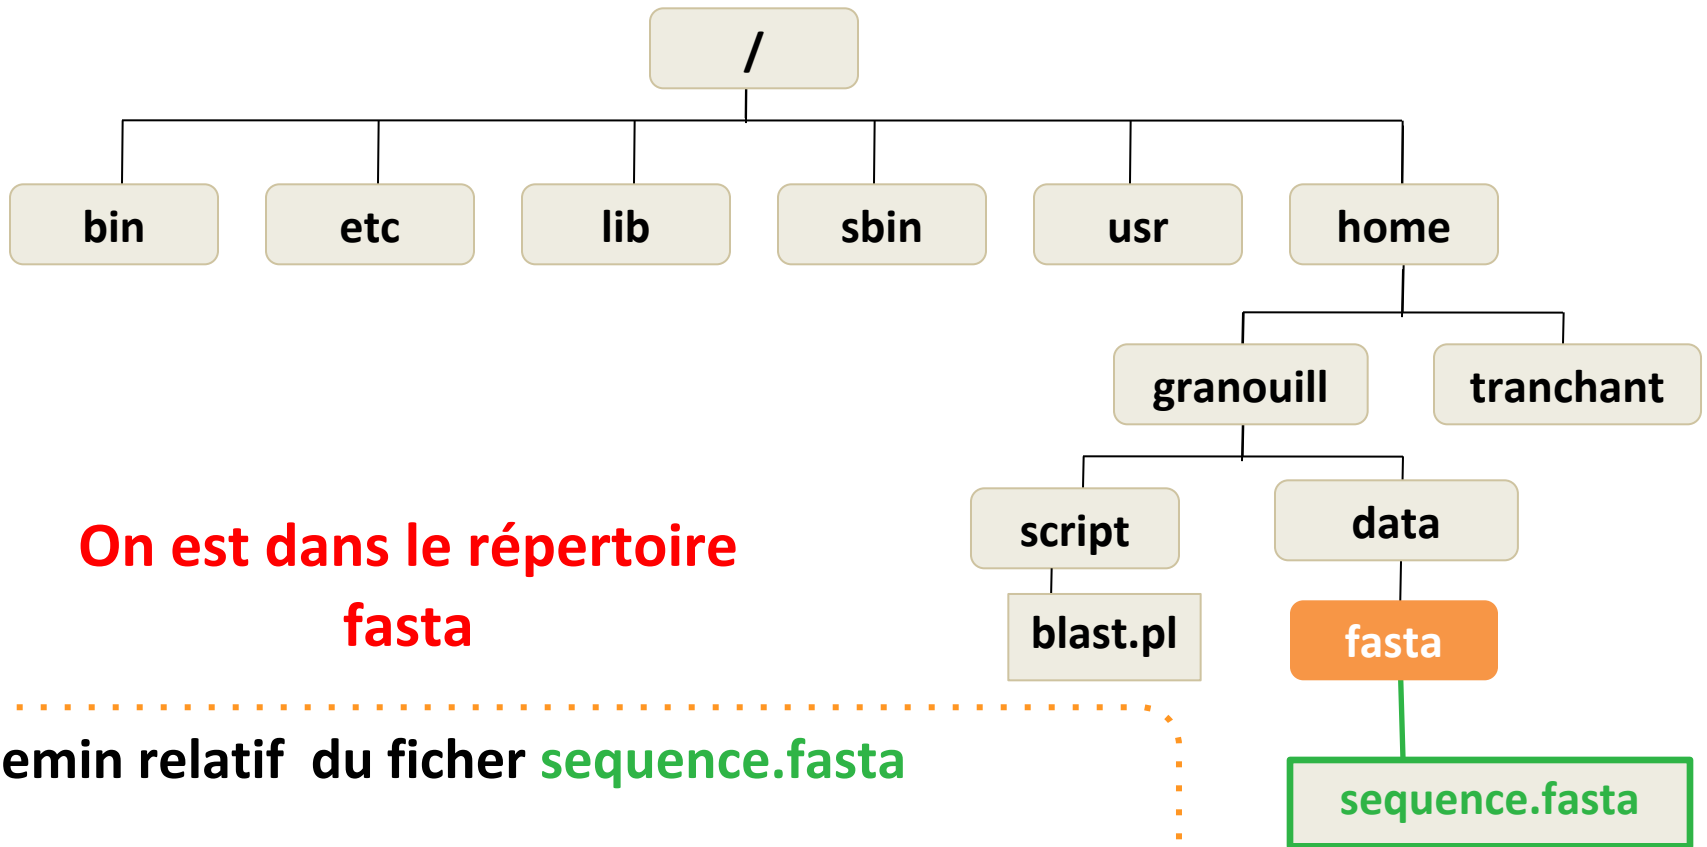 /
bin
etc
lib
sbin
usr
home
granouill
tranchant
script
data
On est dans le répertoire
fasta
blast.pl
fasta
emin relatif du ficher sequence.fasta
sequence.fasta